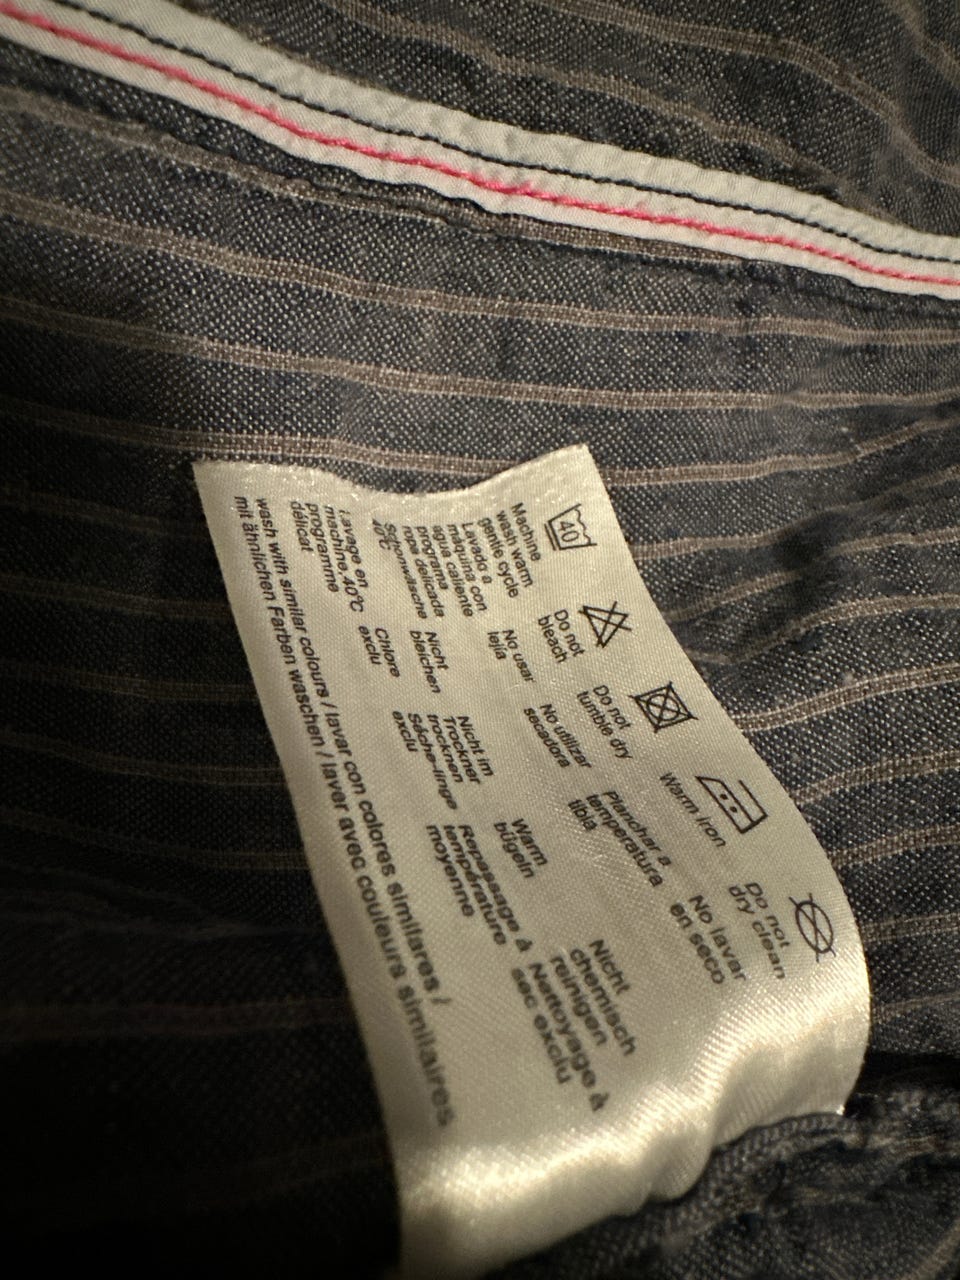 40
Machine
wash warm
gentle cycle
Lavado a
máquina con
agua caliente
programa
ropa delicada
Schonwäsche
40°C
Lavage en
machine 40°C
programme
délicat
Do not
bleach
No usar
lejía
Nicht
bleichen
Chlore
exclu
Do not
tumble dry
No utilizar
secadora
Nicht im
Trockner
trocknen
Sèche-linge
exclu
Warm iron
Planchar a
temperatura
tibia
Warm
bügeln
Repassage à
température
moyenne
Do not
dry clean
No lavar
en seco
Nicht
chemisch
reinigen
Nettoyage à
sec exclu
wash with similar colours / lavar con colores similares /
mit ähnlichen Farben waschen / laver avec couleurs similaires